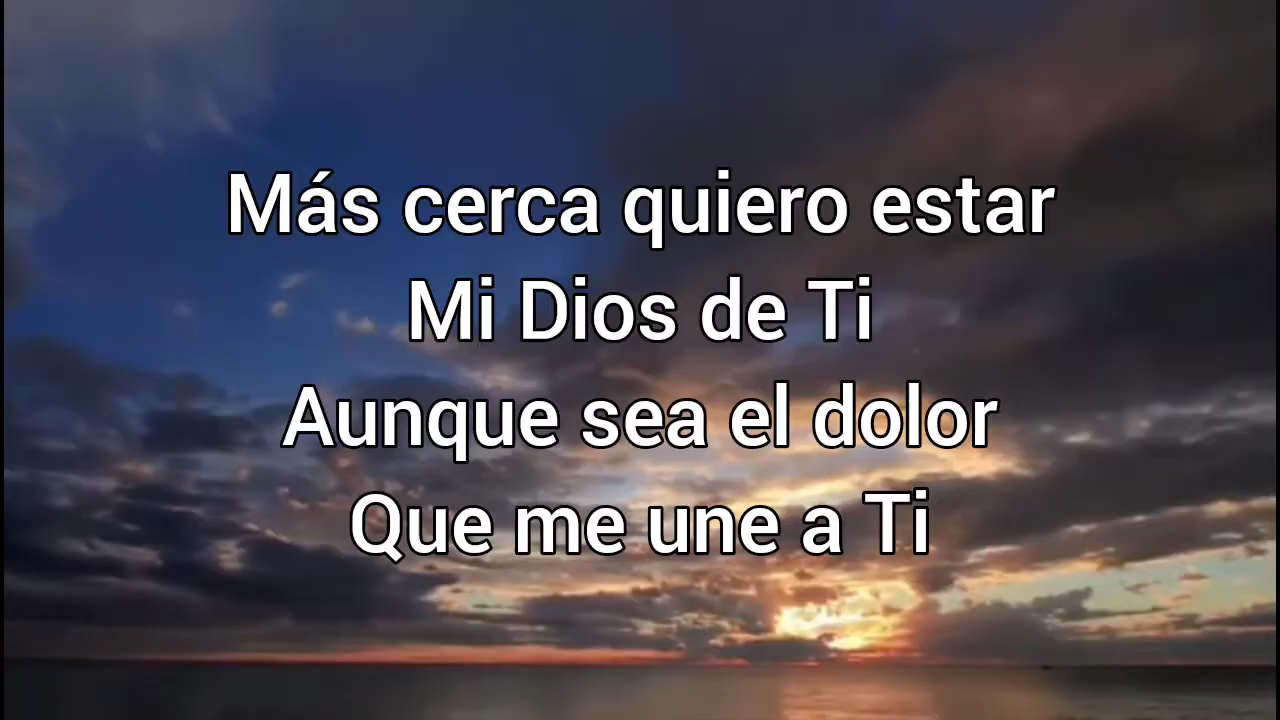 Más cerca quiero estar
Mi Dios de Ti
Aunque sea el dolor
Que me une a Ti